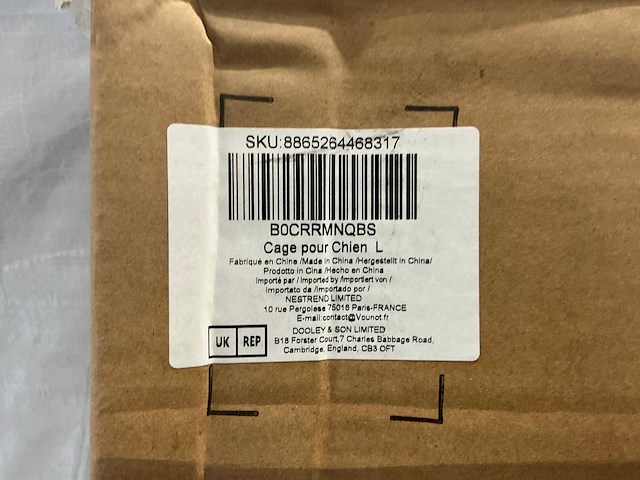 SKU:8865264468317
B0CRRMNQBS
Cage pour Chien L
Fabriqué en Chine /Made in China /Hergestellt in China/
Prodotto in Cina /Hecho en China
Importé par / Imported by /Importiert von /
Importato da /Importado por /
NESTREND LIMITED
10 rue Pergolese 75016 Paris-FRANCE
E-mail:contact@Vounot.fr
UK REP
DOOLEY & SON LIMITED
B18 Forster Court,7 Charles Babbage Road,
Cambridge, England, CB3 0FT